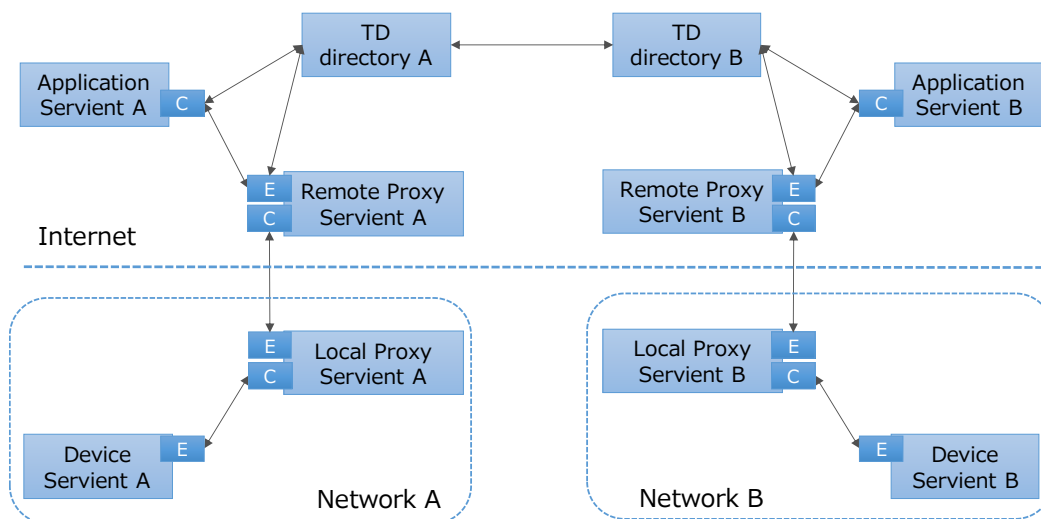 TD
directory A
TD
directory B
Application
Servient A
C
C
Application
Servient B
E
C
Remote Proxy
Servient A
Remote Proxy
Servient B
E
C
Internet
E
C
Local Proxy
Servient A
Local Proxy
Servient B
E
C
Device
Servient A
E
E
Device
Servient B
Network A
Network B